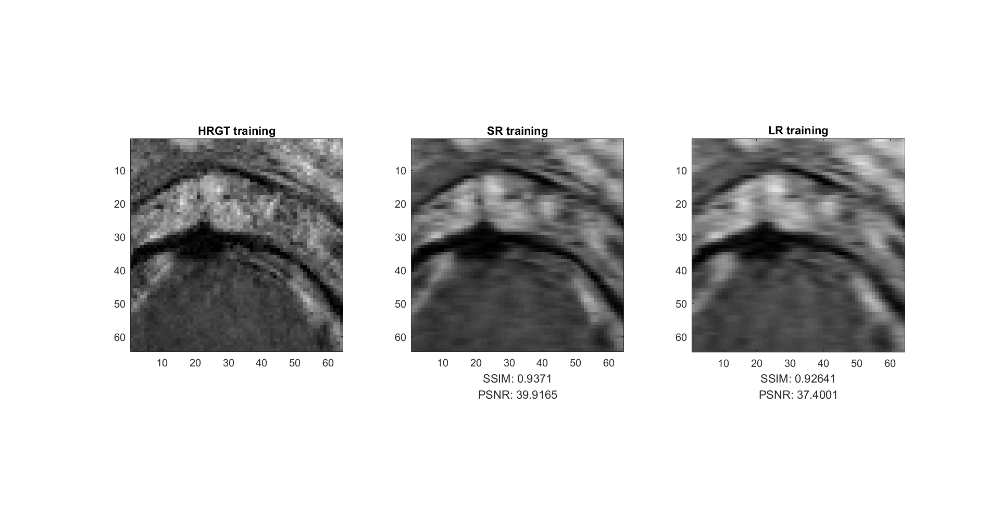 HRGT training
10
20
30
40
50
60
10 20 30 40 50 60
SR training
10
20
30
40
50
60
10 20 30 40 50 60
SSIM: 0.9371
PSNR: 39.9165
LR training
10
20
30
40
50
60
10 20 30 40 50 60
SSIM: 0.92641
PSNR: 37.4001